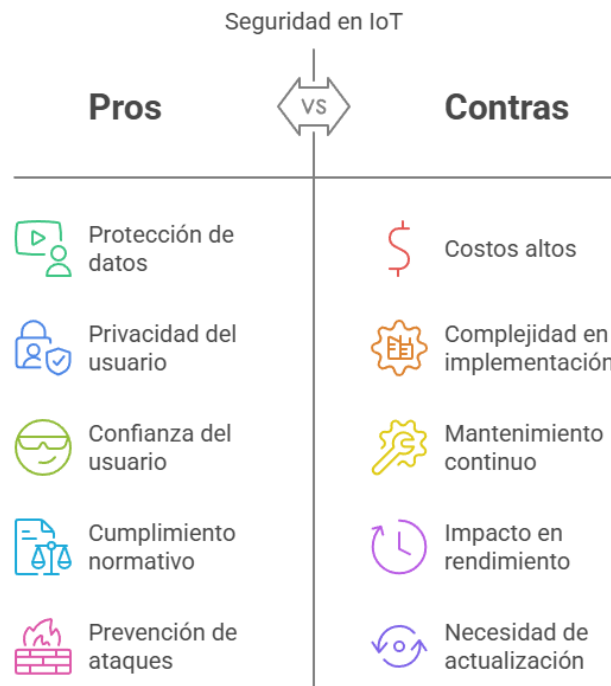 Seguridad en IoT
Pros
VS
Contras
Protección de
datos
Costos altos
Privacidad del
usuario
Complejidad en
implementación
Confianza del
usuario
Mantenimiento
continuo
Cumplimiento
normativo
Impacto en
rendimiento
Prevención de
ataques
Necesidad de
actualización